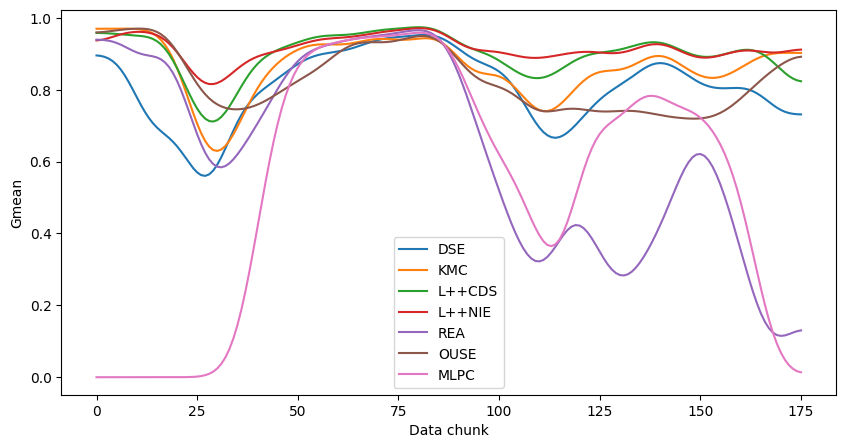 Gmean
1.0
0.8
0.6
0.4
0.2
0.0
DSE
KMC
L++CDS
L++NIE
REA
OUSE
MLPC
0 25 50 75 100 125 150 175
Data chunk